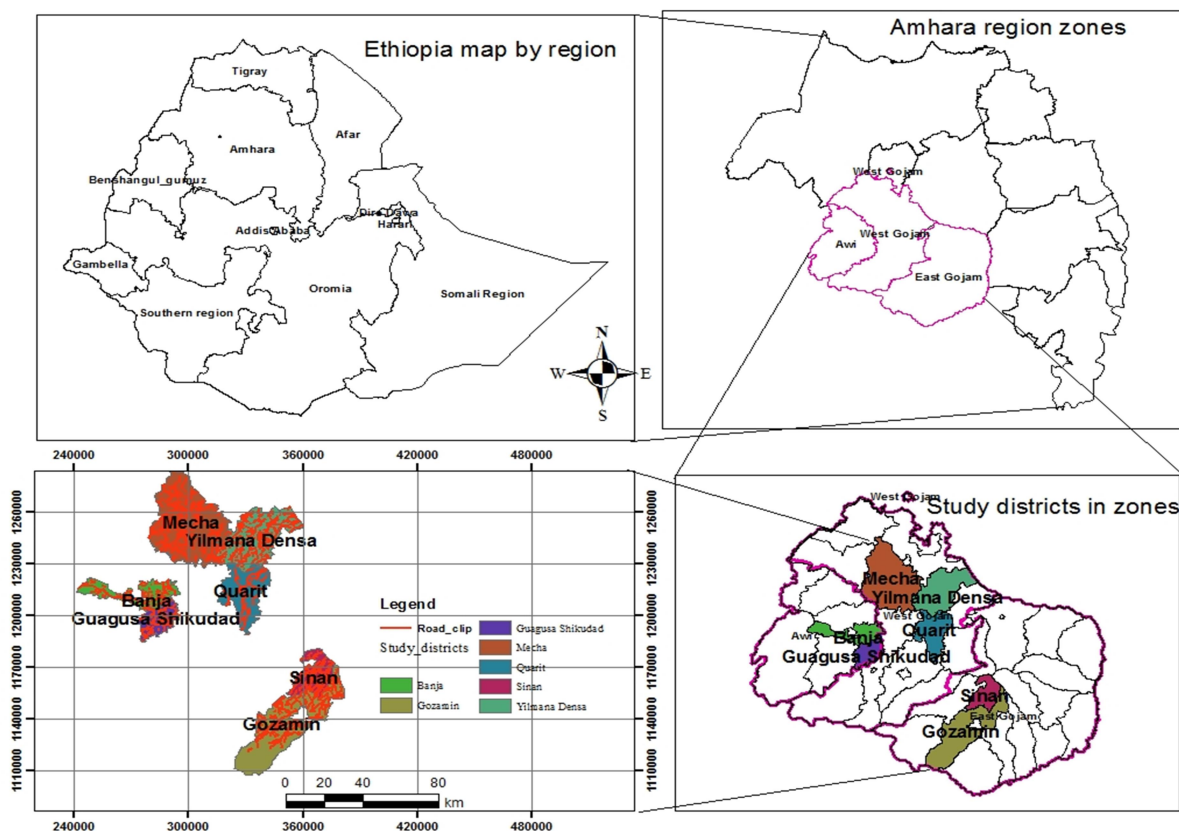 Ethiopia map by region
Tigray
Afar
Amhara
Benshangul_gumuz
Dire Dawa
Harari
Addis Ababa
Gambella
Oromia
Somali Region
Southern region
N
W
E
S
Amhara region zones
West Gojam
West Gojam
Awi
East Gojam
240000 300000 360000 420000 480000
1260000
1230000
1200000
1170000
1140000
1110000
Mecha
Yilmana Densa
Banja
Quarit
Guagusa Shikudad
Sinan
Gozamin
Legend
Road_clip
Study_districts
Banja
Gozamin
Guagusa Shikudad
Mecha
Quarit
Sinan
Yilmana Densa
0 20 40 80
km
240000 300000 360000 420000 480000
West Gojam
Study districts in zones
Mecha
Yilmana Densa
West Gojam
Awi
Banja
Quarit
Guagusa Shikudad
Sinan
East Gojam
Gozamin
1260000
1230000
1200000
1170000
1140000
1110000